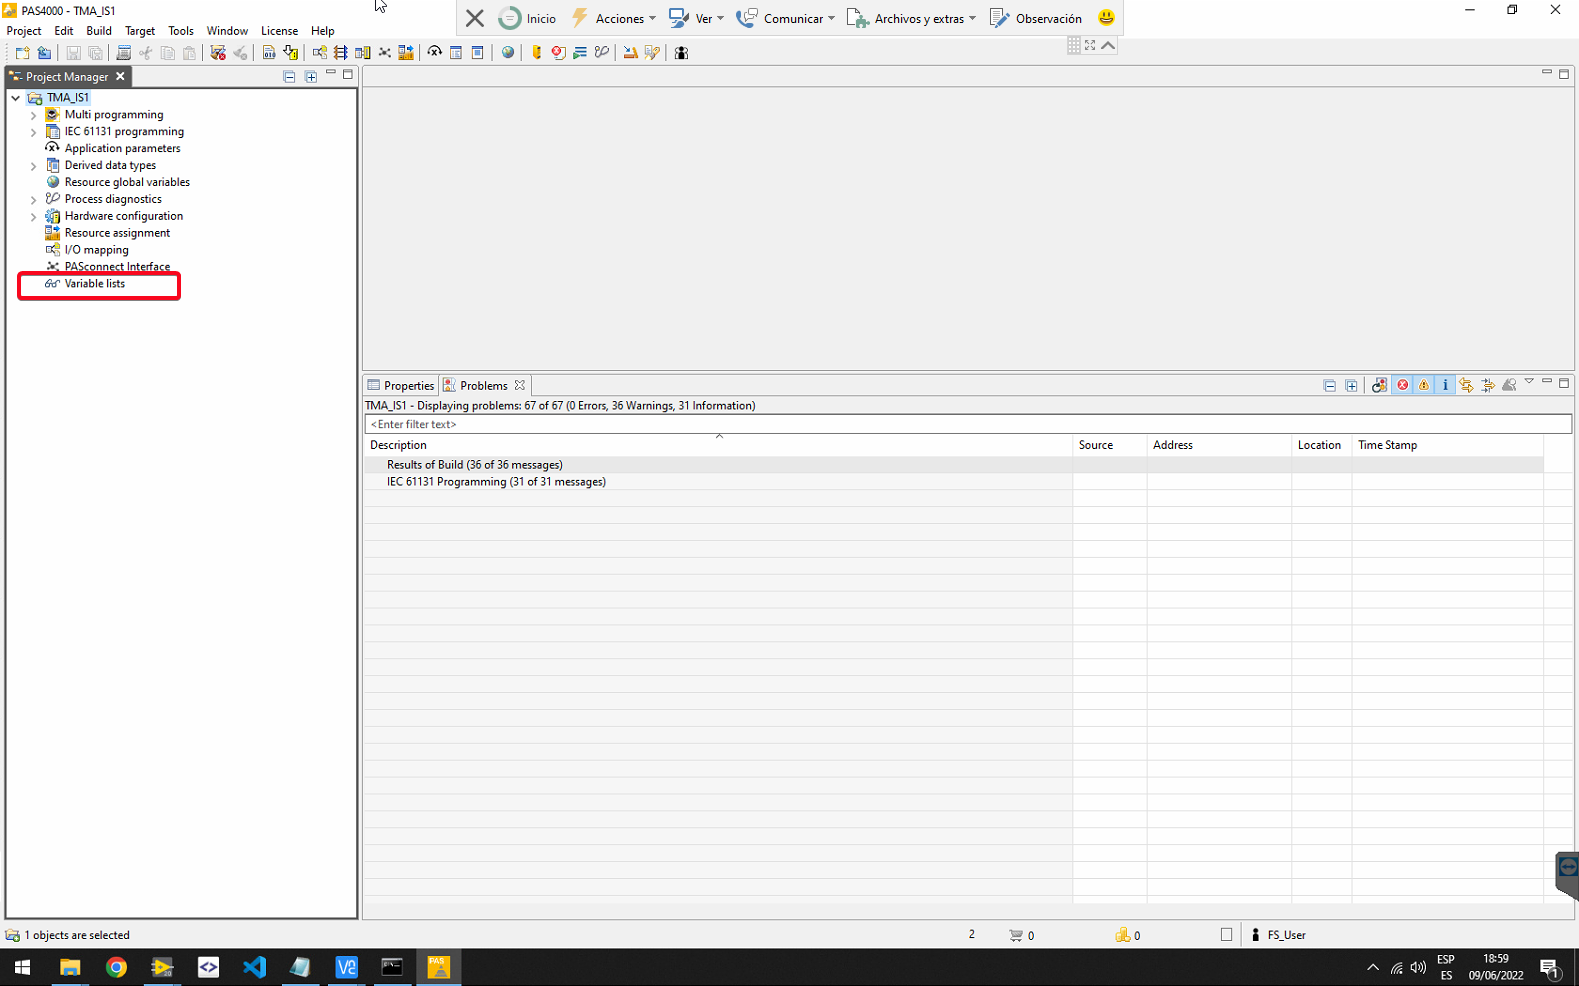 PAS4000 - TMA_IS1
Inicio Acciones Ver Comunicar Archivos y extras Observación
Project Edit Build Target Tools Window License Help
Project Manager
TMA_IS1
Multi programming
IEC 61131 programming
Application parameters
Derived data types
Resource global variables
Process diagnostics
Hardware configuration
Resource assignment
I/O mapping
PASconnect Interface
Variable lists
Properties Problems
TMA_IS1 - Displaying problems: 67 of 67 (0 Errors, 36 Warnings, 31 Information)
<Enter filter text>
Description Source Address Location Time Stamp
Results of Build (36 of 36 messages)
IEC 61131 Programming (31 of 31 messages)
1 objects are selected 2 0 0 FS_User
ESP 18:59
ES 09/06/2022 1